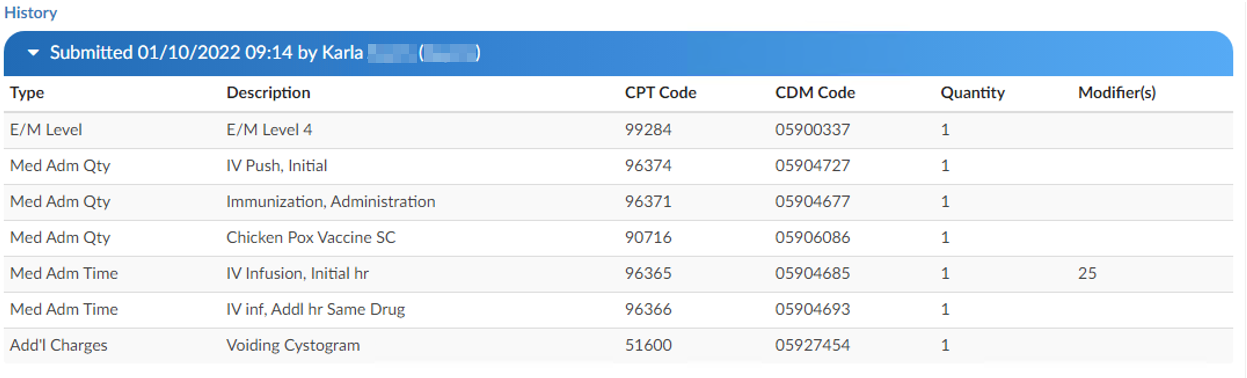 History
Submitted 01/10/2022 09:14 by Karla ( )
Type Description CPT Code CDM Code Quantity Modifier(s)
E/M Level E/M Level 4 99284 05900337 1
Med Adm Qty IV Push, Initial 96374 05904727 1
Med Adm Qty Immunization, Administration 96371 05904677 1
Med Adm Qty Chicken Pox Vaccine SC 90716 05906086 1
Med Adm Time IV Infusion, Initial hr 96365 05904685 1 25
Med Adm Time IV inf, Addl hr Same Drug 96366 05904693 1
Add'l Charges Voiding Cystogram 51600 05927454 1